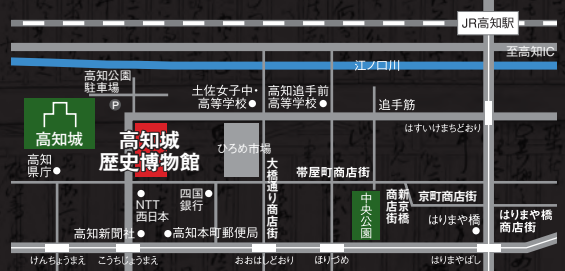 JR高知駅
至高知IC
江ノ口川
高知公園
駐車場
P
土佐女子中・
高等学校
高知追手前
高等学校
追手筋
はすいけまちどおり
高知城
高知城
歴史博物館
ひろめ市場
高知
県庁
大橋通り商店街
帯屋町商店街
中央公園
新京橋
商店街
京町商店街
はりまや橋
はりまや橋
商店街
NTT
西日本
四国
銀行
高知新聞社
高知本町郵便局
けんちょうまえ
こうちじょうまえ
おおはしどおり
ほりづめ
はりまやばし